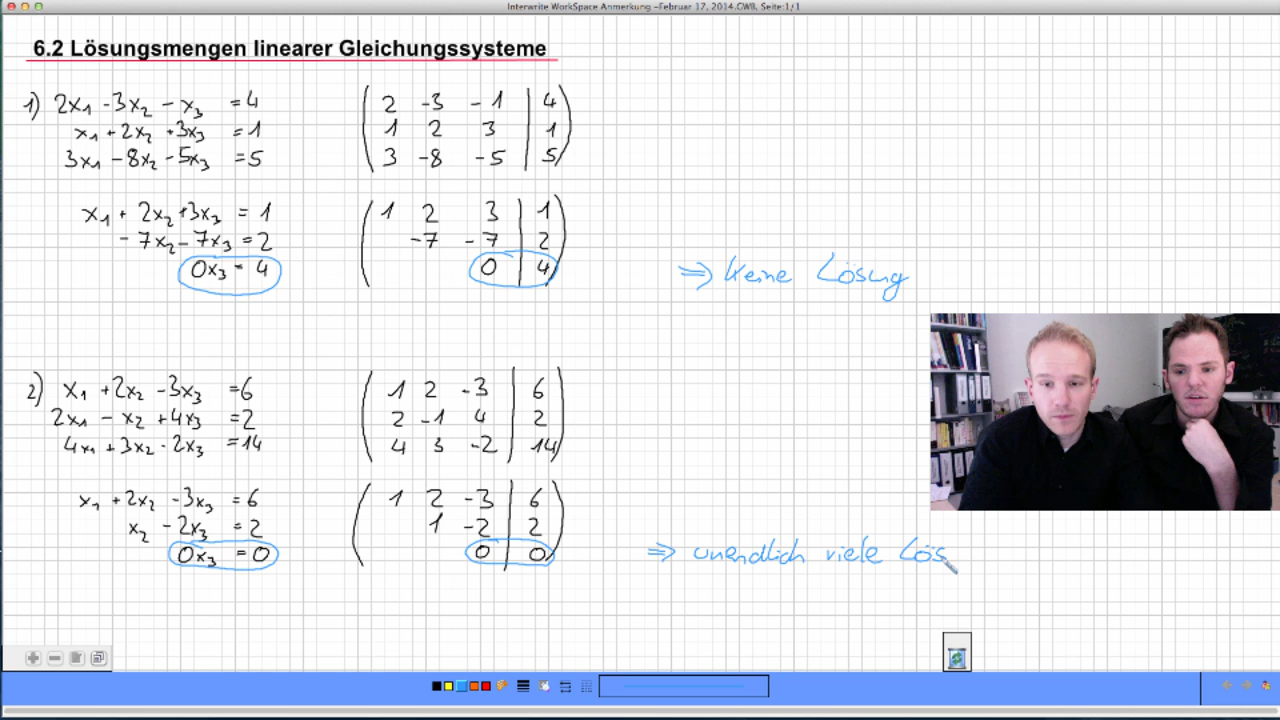 Interwrite WorkSpace Anmerkung –Februar 17, 2014.GWB, Seite:1/1
6.2 Lösungsmengen linearer Gleichungssysteme
1) 2x₁ -3x₂ - x₃ = 4
x₁ +2x₂ +3x₃ = 1
3x₁ - 8x₂ - 5x₃ = 5
2 -3 -1 | 4
1 2 3 | 1
3 -8 -5 | 5
x₁ + 2x₂ +3x₃ = 1
- 7x₂ - 7x₃ = 2
0x₃ = 4
1 2 3 | 1
-7 -7 | 2
0 | 4
⇒ keine Lösung
2) x₁ +2x₂ -3x₃ =6
2x₁ - x₂ +4x₃ =2
4x₁ +3x₂ -2x₃ =14
1 2 -3 | 6
2 -1 4 | 2
4 3 -2 | 14
x₁ +2x₂ -3x₃ =6
x₂ -2x₃ =2
0x₃ =0
1 2 -3 | 6
1 -2 | 2
0 | 0
⇒ unendlich viele Lös